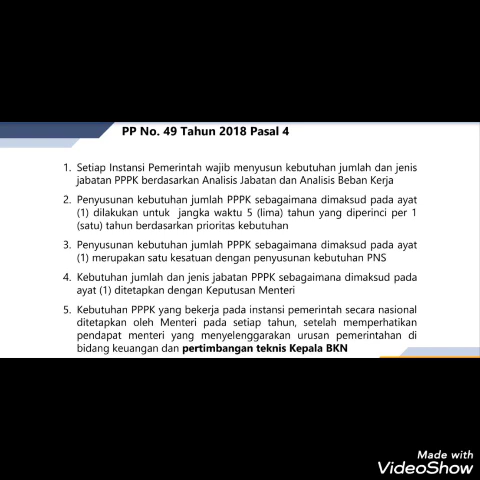 PP No. 49 Tahun 2018 Pasal 4
1. Setiap Instansi Pemerintah wajib menyusun kebutuhan jumlah dan jenis
jabatan PPPK berdasarkan Analisis Jabatan dan Analisis Beban Kerja
2. Penyusunan kebutuhan jumlah PPPK sebagaimana dimaksud pada ayat
(1) dilakukan untuk jangka waktu 5 (lima) tahun yang diperinci per 1
(satu) tahun berdasarkan prioritas kebutuhan
3. Penyusunan kebutuhan jumlah PPPK sebagaimana dimaksud pada ayat
(1) merupakan satu kesatuan dengan penyusunan kebutuhan PNS
4. Kebutuhan jumlah dan jenis jabatan PPPK sebagaimana dimaksud pada
ayat (1) ditetapkan dengan Keputusan Menteri
5. Kebutuhan PPPK yang bekerja pada instansi pemerintah secara nasional
ditetapkan oleh Menteri pada setiap tahun, setelah memperhatikan
pendapat menteri yang menyelenggarakan urusan pemerintahan di
bidang keuangan dan pertimbangan teknis Kepala BKN
Made with
VideoShow